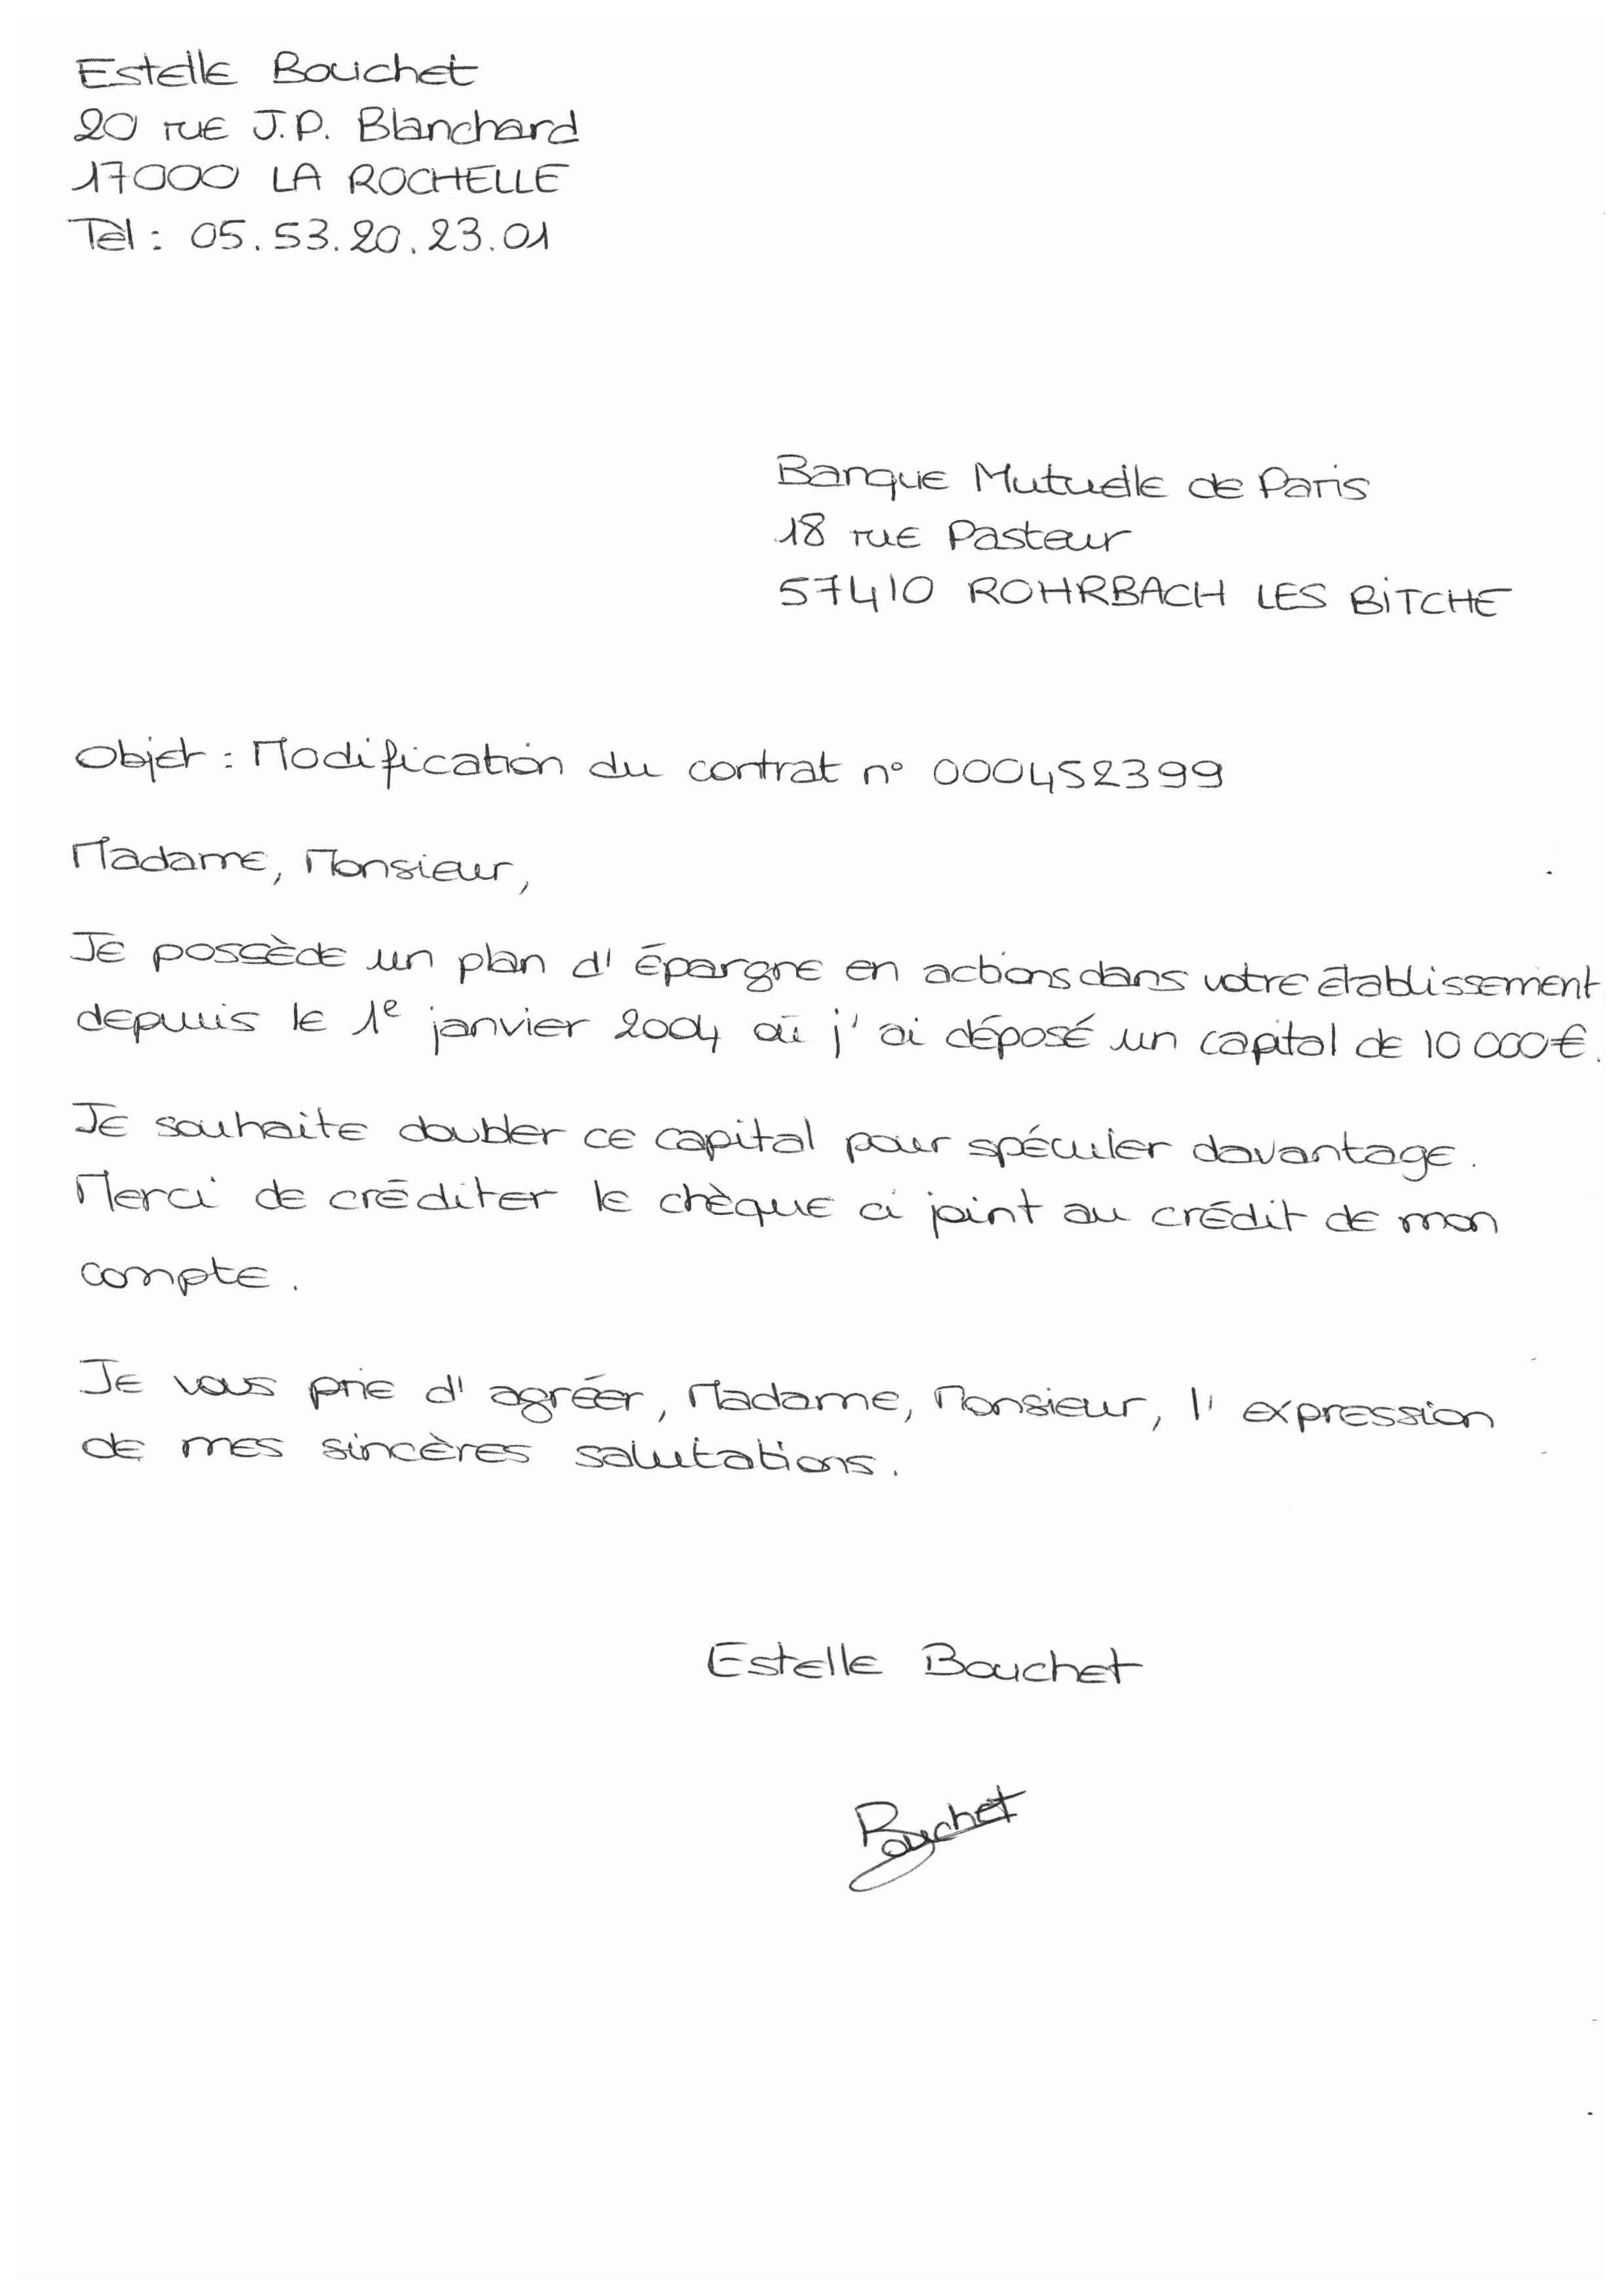 Estelle Bouchet
20 rue J.P. Blanchard
17000 LA ROCHELLE
Tèl : 05.53.20.23.01
Banque Mutuelle de Paris
18 rue Pasteur
57410 ROHRBACH LES BITCHE
Objet : Modification du contrat n° 000452399
Madame, Monsieur,
Je possède un plan d'épargne en actions dans votre établissement
depuis le 1e janvier 2004 où j'ai déposé un capital de 10 000€.
Je souhaite doubler ce capital pour spéculer davantage.
Merci de créditer le chèque ci joint au crédit de mon
compte.
Je vous prie d'agréer, Madame, Monsieur, l'expression
de mes sincères salutations.
Estelle Bouchet
Bouchet